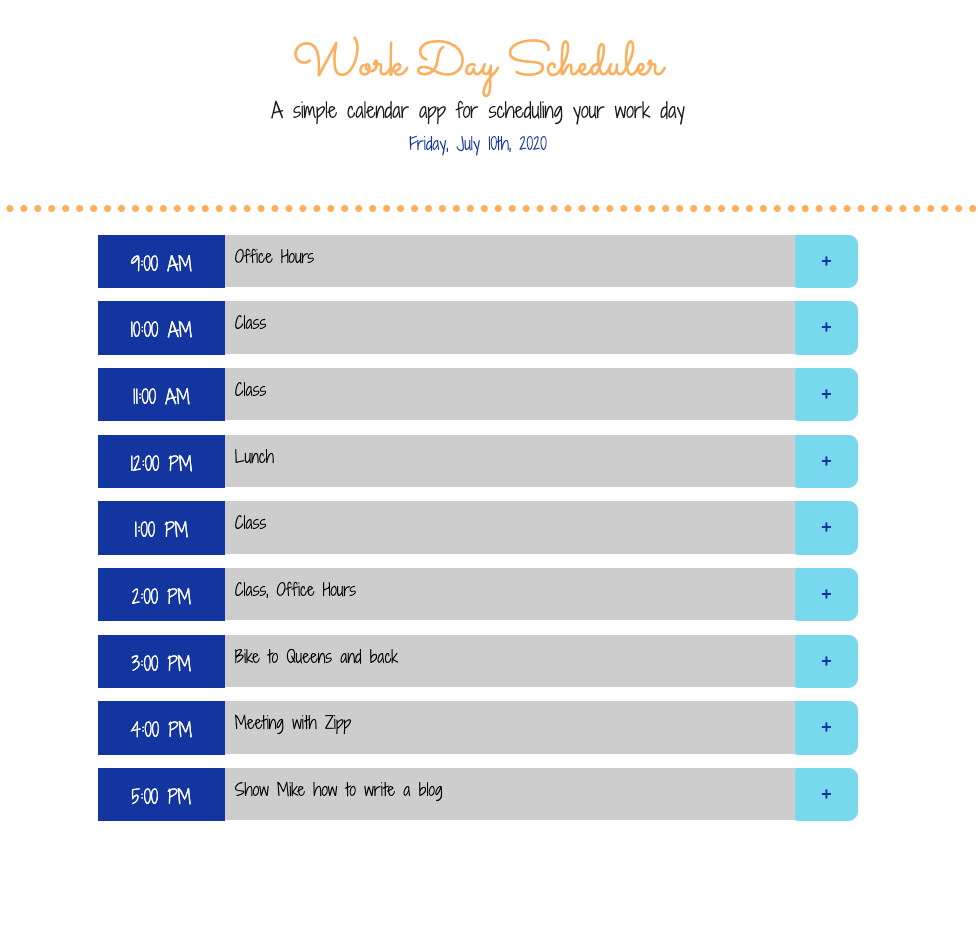 Work Day Scheduler
A simple calendar app for scheduling your work day
Friday, July 10th, 2020
9:00 AM Office Hours +
10:00 AM Class +
11:00 AM Class +
12:00 PM Lunch +
1:00 PM Class +
2:00 PM Class, Office Hours +
3:00 PM Bike to Queens and back +
4:00 PM Meeting with Zipp +
5:00 PM Show Mike how to write a blog +